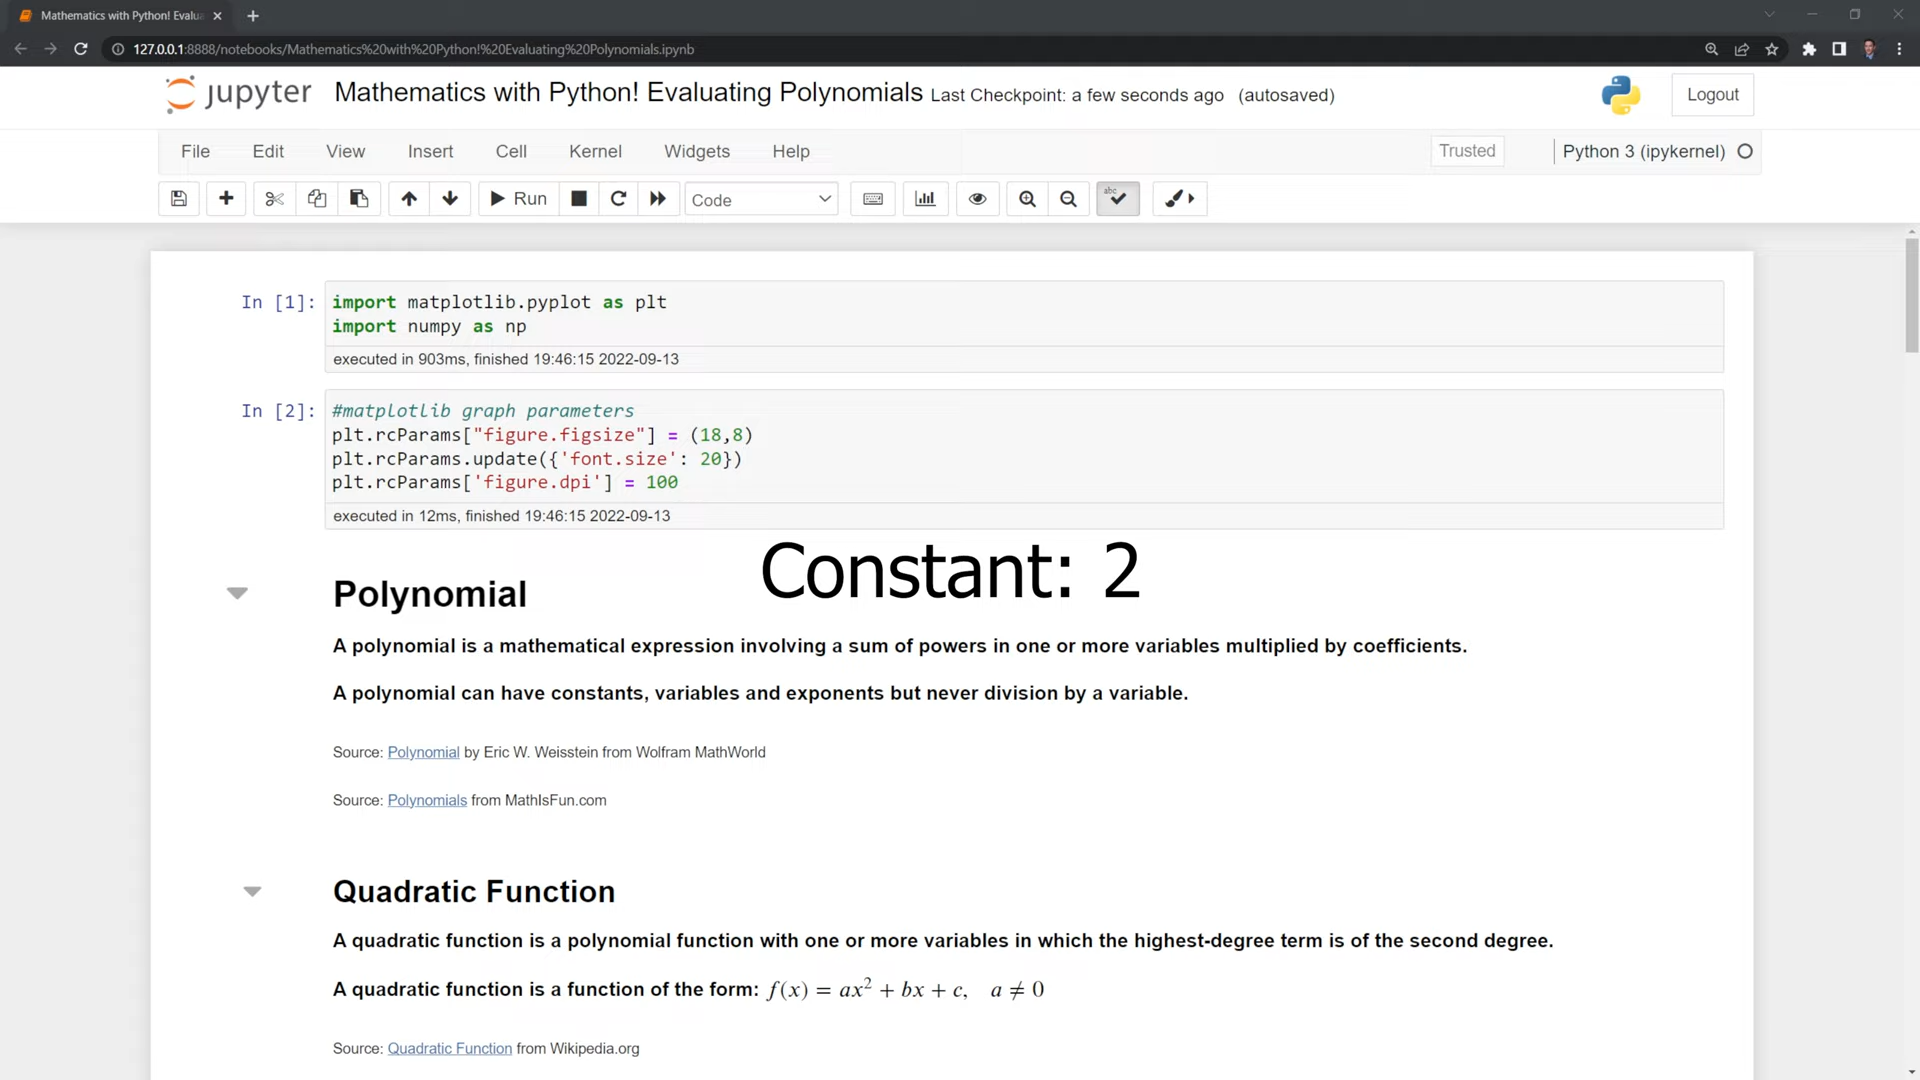 Mathematics with Python! Evalua
127.0.0.1:8888/notebooks/Mathematics%20with%20Python!%20Evaluating%20Polynomials.ipynb
jupyter Mathematics with Python! Evaluating Polynomials Last Checkpoint: a few seconds ago (autosaved) Logout
File Edit View Insert Cell Kernel Widgets Help Trusted Python 3 (ipykernel)
Run Code abc
In [1]: import matplotlib.pyplot as plt
import numpy as np
executed in 903ms, finished 19:46:15 2022-09-13
In [2]: #matplotlib graph parameters
plt.rcParams["figure.figsize"] = (18,8)
plt.rcParams.update({'font.size': 20})
plt.rcParams['figure.dpi'] = 100
executed in 12ms, finished 19:46:15 2022-09-13
Constant: 2
Polynomial
A polynomial is a mathematical expression involving a sum of powers in one or more variables multiplied by coefficients.
A polynomial can have constants, variables and exponents but never division by a variable.
Source: Polynomial by Eric W. Weisstein from Wolfram MathWorld
Source: Polynomials from MathIsFun.com
Quadratic Function
A quadratic function is a polynomial function with one or more variables in which the highest-degree term is of the second degree.
A quadratic function is a function of the form: f(x) = ax² + bx + c, a ≠ 0
Source: Quadratic Function from Wikipedia.org